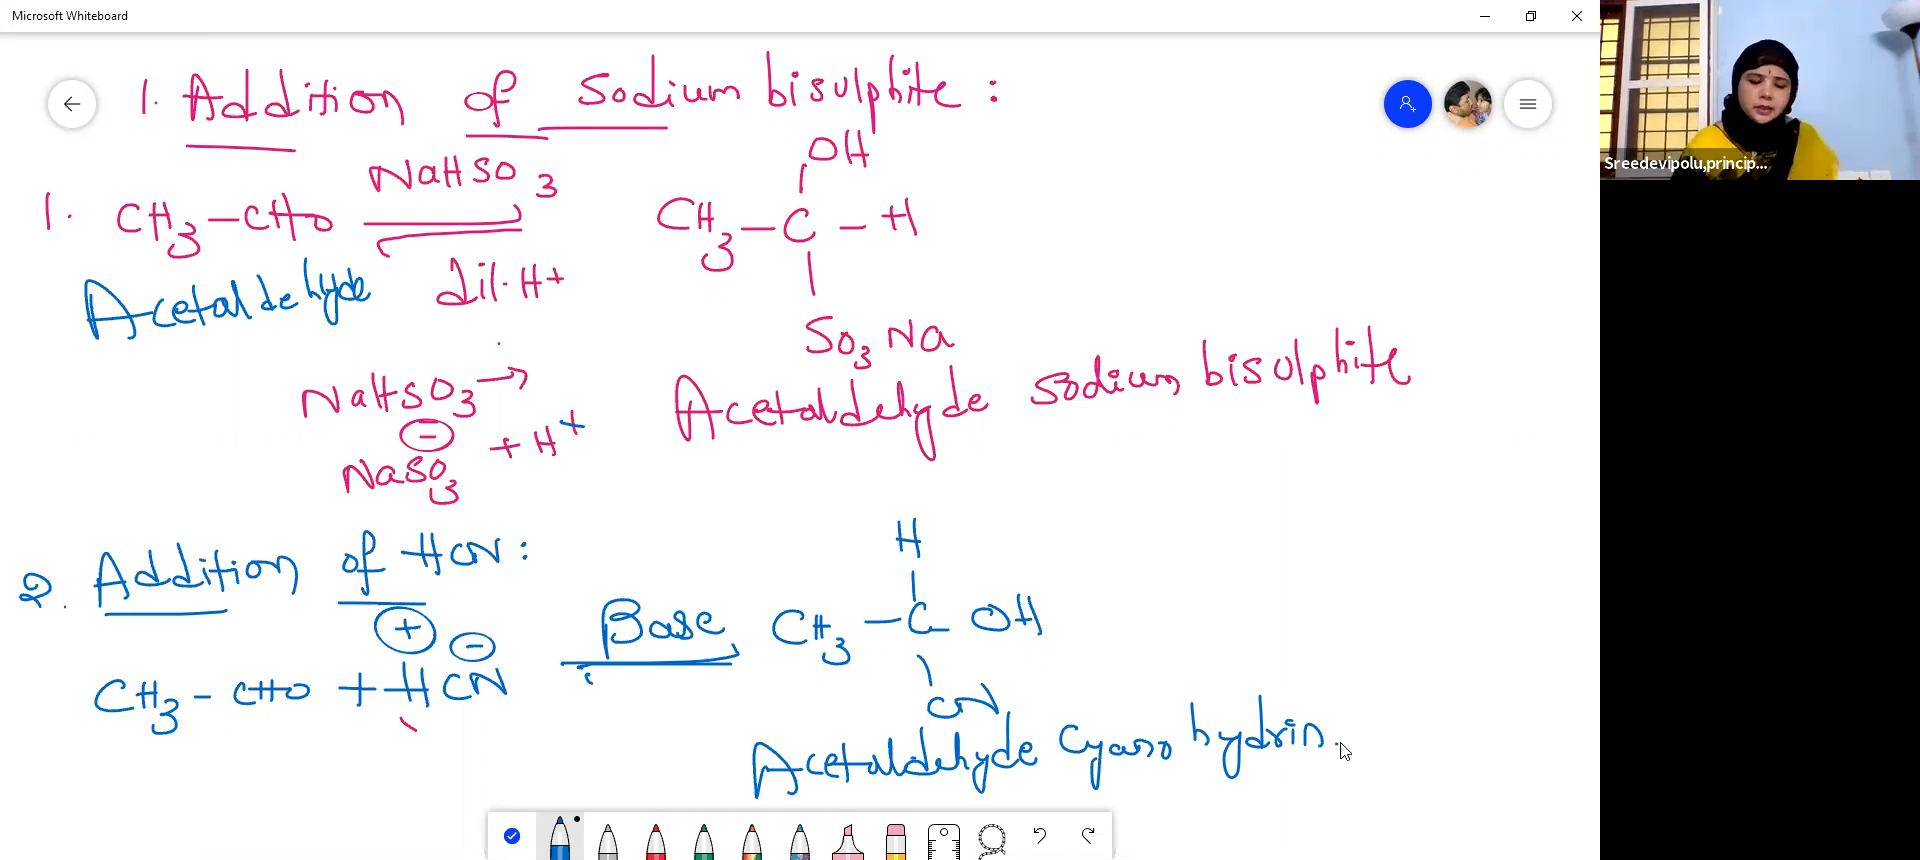 Microsoft Whiteboard
1. Addition of sodium bisulphite :
OH
NaHSO3
1. CH3-CHO CH3-C-H
Acetaldehyde dil. H+
SO3Na
NaHSO3 →
Acetaldehyde sodium bisulphite
- + H+
NaSO3
2. Addition of HCN :
H
+ -
Base CH3-C OH
CH3-CHO + HCN
CN
Acetaldehyde Cyano hydrin.
Sreedevipolu,princip...